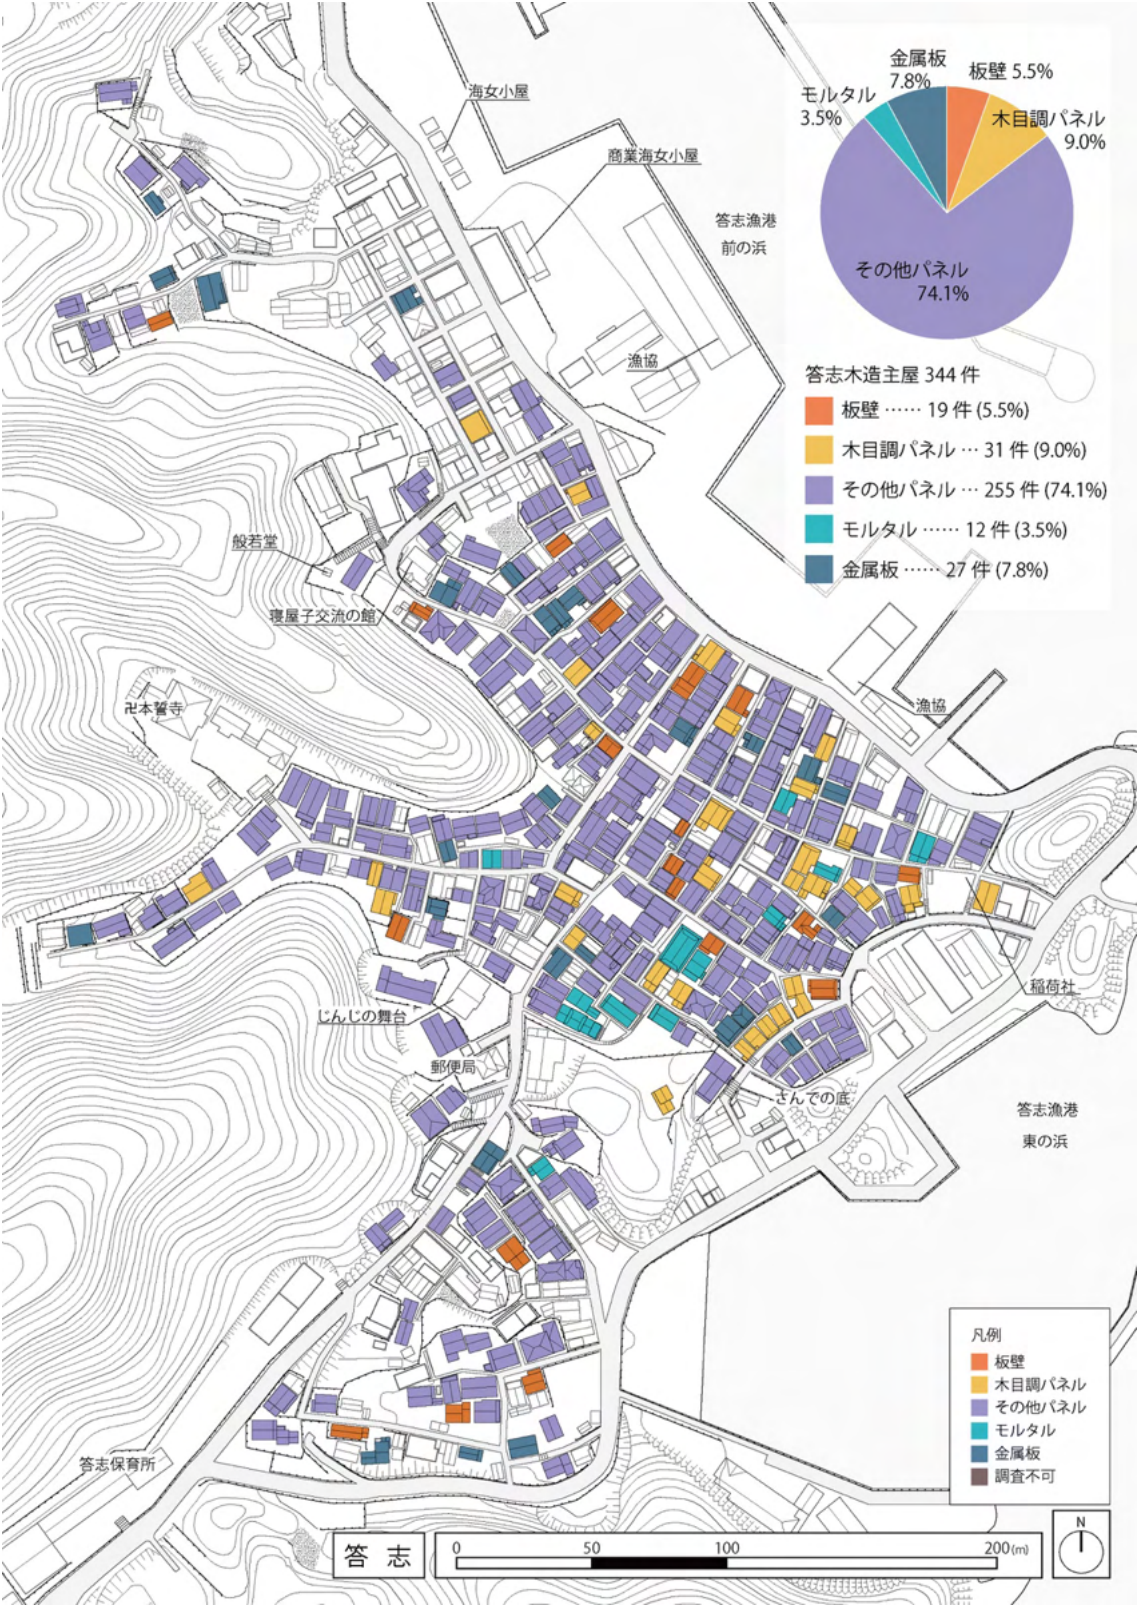 金属板
7.8%
板壁 5.5%
モルタル
3.5%
木目調パネル
9.0%
その他パネル
74.1%
答志木造主屋 344 件
板壁 …… 19 件 (5.5%)
木目調パネル … 31 件 (9.0%)
その他パネル … 255 件 (74.1%)
モルタル …… 12 件 (3.5%)
金属板 …… 27 件 (7.8%)
海女小屋
商業海女小屋
答志漁港
前の浜
漁協
般若堂
寝屋子交流の館
卍本誓寺
漁協
稲荷社
じんじの舞台
郵便局
さんでの底
答志漁港
東の浜
答志保育所
凡例
板壁
木目調パネル
その他パネル
モルタル
金属板
調査不可
答 志
0 50 100 200(m)
N